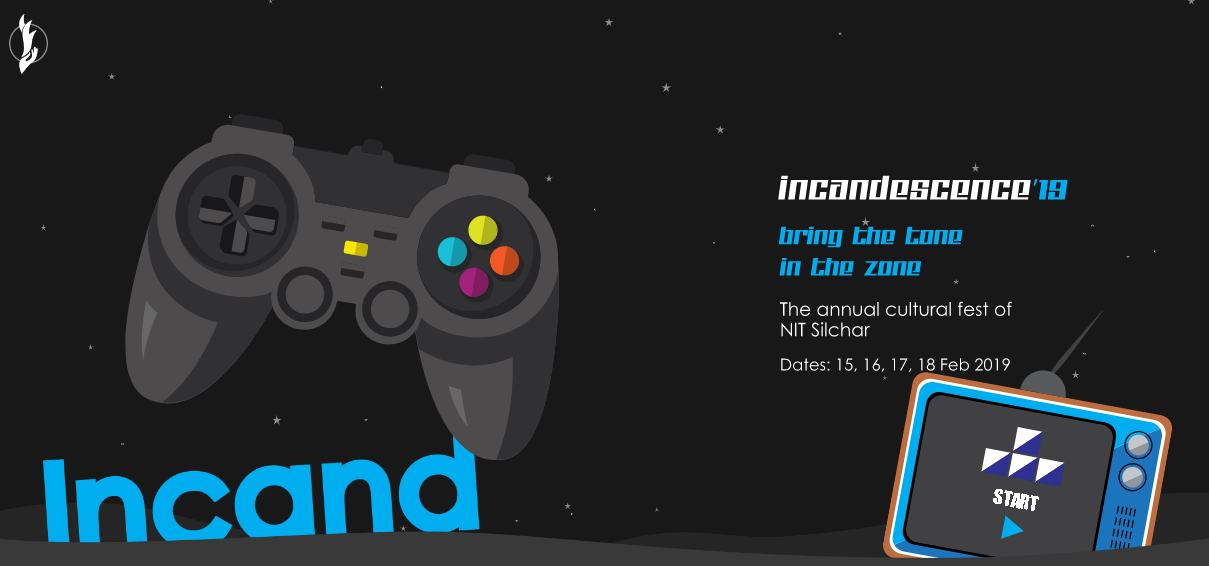 incandescence'19
bring the tone
in the zone
The annual cultural fest of
NIT Silchar
Dates: 15, 16, 17, 18 Feb 2019
Incand
START